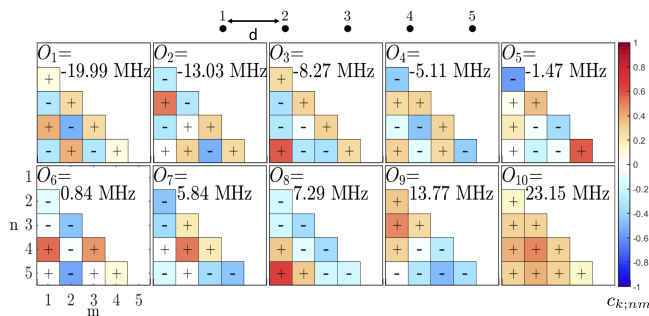 1 2 3 4 5
d
O₁= O₂= O₃= O₄= O₅=
-19.99 MHz -13.03 MHz -8.27 MHz -5.11 MHz -1.47 MHz
O₆= O₇= O₈= O₉= O₁₀=
0.84 MHz 5.84 MHz 7.29 MHz 13.77 MHz 23.15 MHz
1
2
n 3
4
5
1 2 3 4 5
m
1
0.8
0.6
0.4
0.2
0
-0.2
-0.4
-0.6
-0.8
-1
c_{k;nm}